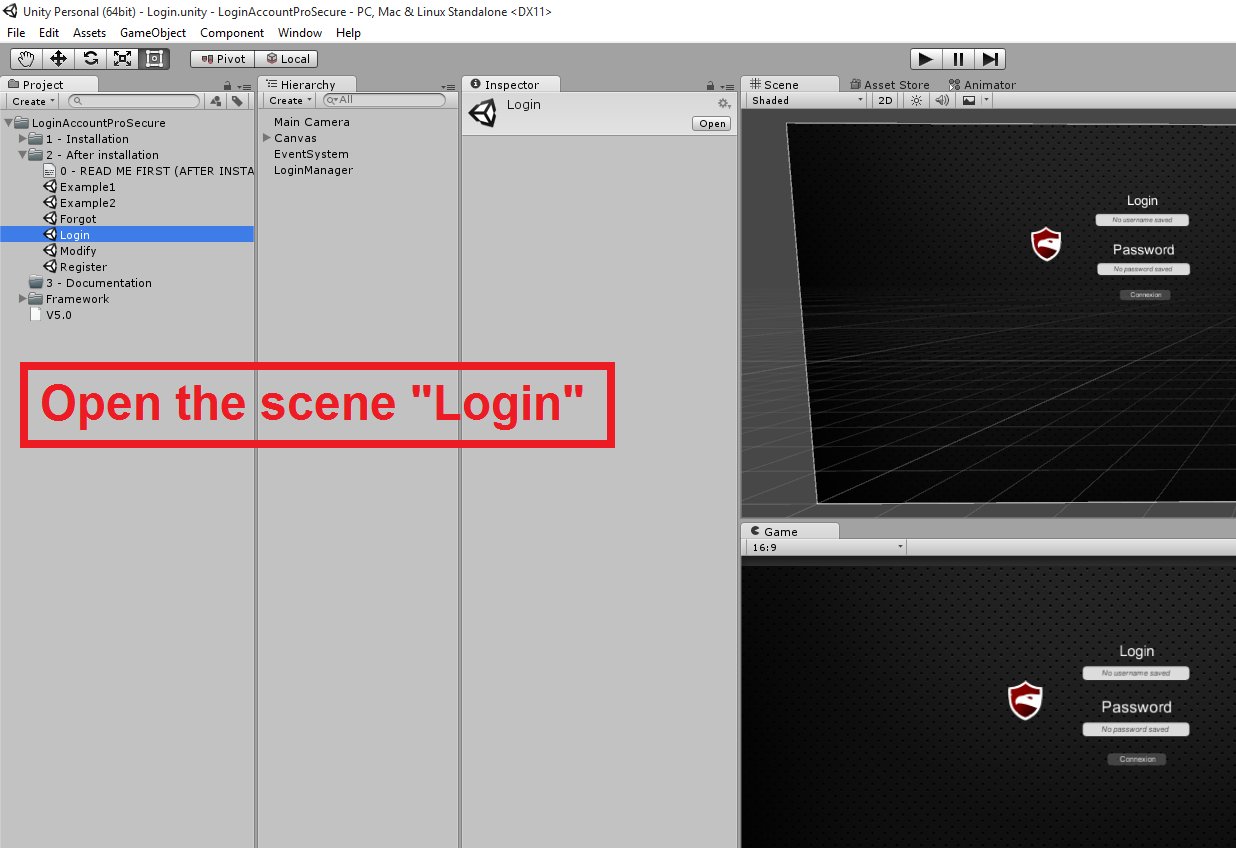 Unity Personal (64bit) - Login.unity - LoginAccountProSecure - PC, Mac & Linux Standalone <DX11>
File Edit Assets GameObject Component Window Help
Pivot Local
Project
Create
LoginAccountProSecure
1 - Installation
2 - After installation
0 - READ ME FIRST (AFTER INSTA
Example1
Example2
Forgot
Login
Modify
Register
3 - Documentation
Framework
V5.0
Hierarchy
Create All
Main Camera
Canvas
EventSystem
LoginManager
Inspector
Login
Open
Scene Asset Store Animator
Shaded 2D
Login
No username saved
Password
No password saved
Connexion
Open the scene "Login"
Game
16:9
Login
No username saved
Password
No password saved
Connexion